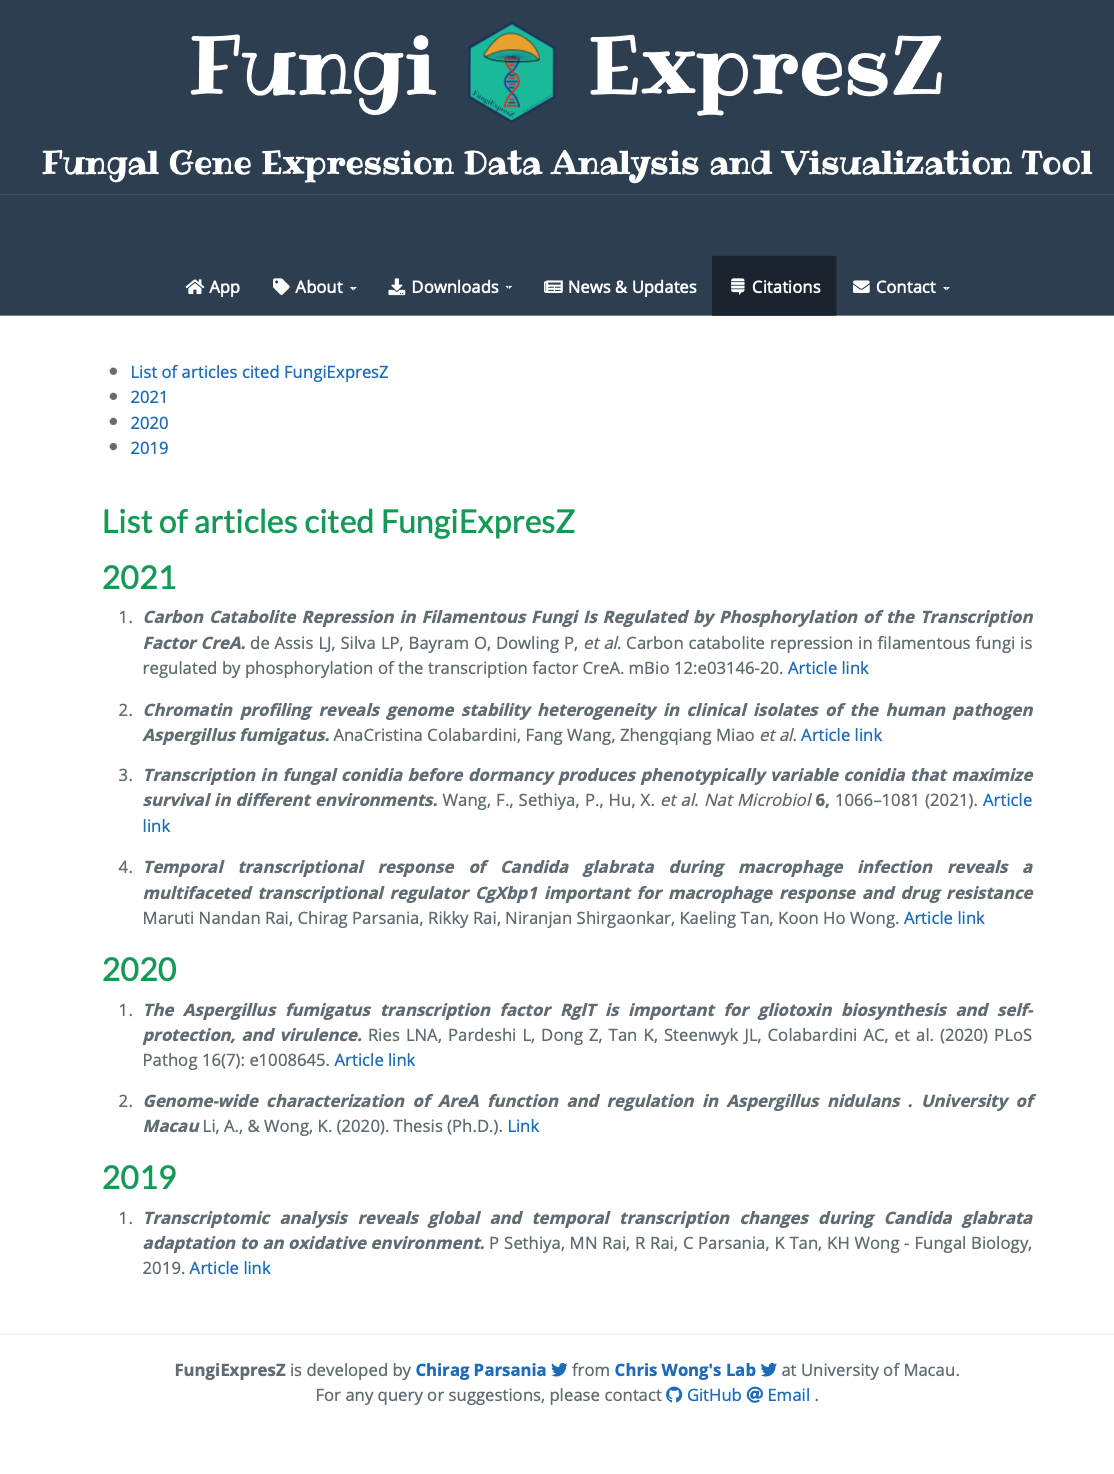 Fungi ExpresZ
FungiExpresZ
Fungal Gene Expression Data Analysis and Visualization Tool
App About Downloads News & Updates Citations Contact
List of articles cited FungiExpresZ
2021
2020
2019
List of articles cited FungiExpresZ
2021
1. Carbon Catabolite Repression in Filamentous Fungi Is Regulated by Phosphorylation of the Transcription
Factor CreA. de Assis LJ, Silva LP, Bayram O, Dowling P, et al. Carbon catabolite repression in filamentous fungi is
regulated by phosphorylation of the transcription factor CreA. mBio 12:e03146-20. Article link
2. Chromatin profiling reveals genome stability heterogeneity in clinical isolates of the human pathogen
Aspergillus fumigatus. AnaCristina Colabardini, Fang Wang, Zhengqiang Miao et al. Article link
3. Transcription in fungal conidia before dormancy produces phenotypically variable conidia that maximize
survival in different environments. Wang, F., Sethiya, P., Hu, X. et al. Nat Microbiol 6, 1066–1081 (2021). Article
link
4. Temporal transcriptional response of Candida glabrata during macrophage infection reveals a
multifaceted transcriptional regulator CgXbp1 important for macrophage response and drug resistance
Maruti Nandan Rai, Chirag Parsania, Rikky Rai, Niranjan Shirgaonkar, Kaeling Tan, Koon Ho Wong. Article link
2020
1. The Aspergillus fumigatus transcription factor RglT is important for gliotoxin biosynthesis and self-
protection, and virulence. Ries LNA, Pardeshi L, Dong Z, Tan K, Steenwyk JL, Colabardini AC, et al. (2020) PLoS
Pathog 16(7): e1008645. Article link
2. Genome-wide characterization of AreA function and regulation in Aspergillus nidulans . University of
Macau Li, A., & Wong, K. (2020). Thesis (Ph.D.). Link
2019
1. Transcriptomic analysis reveals global and temporal transcription changes during Candida glabrata
adaptation to an oxidative environment. P Sethiya, MN Rai, R Rai, C Parsania, K Tan, KH Wong - Fungal Biology,
2019. Article link
FungiExpresZ is developed by Chirag Parsania from Chris Wong's Lab at University of Macau.
For any query or suggestions, please contact GitHub Email .